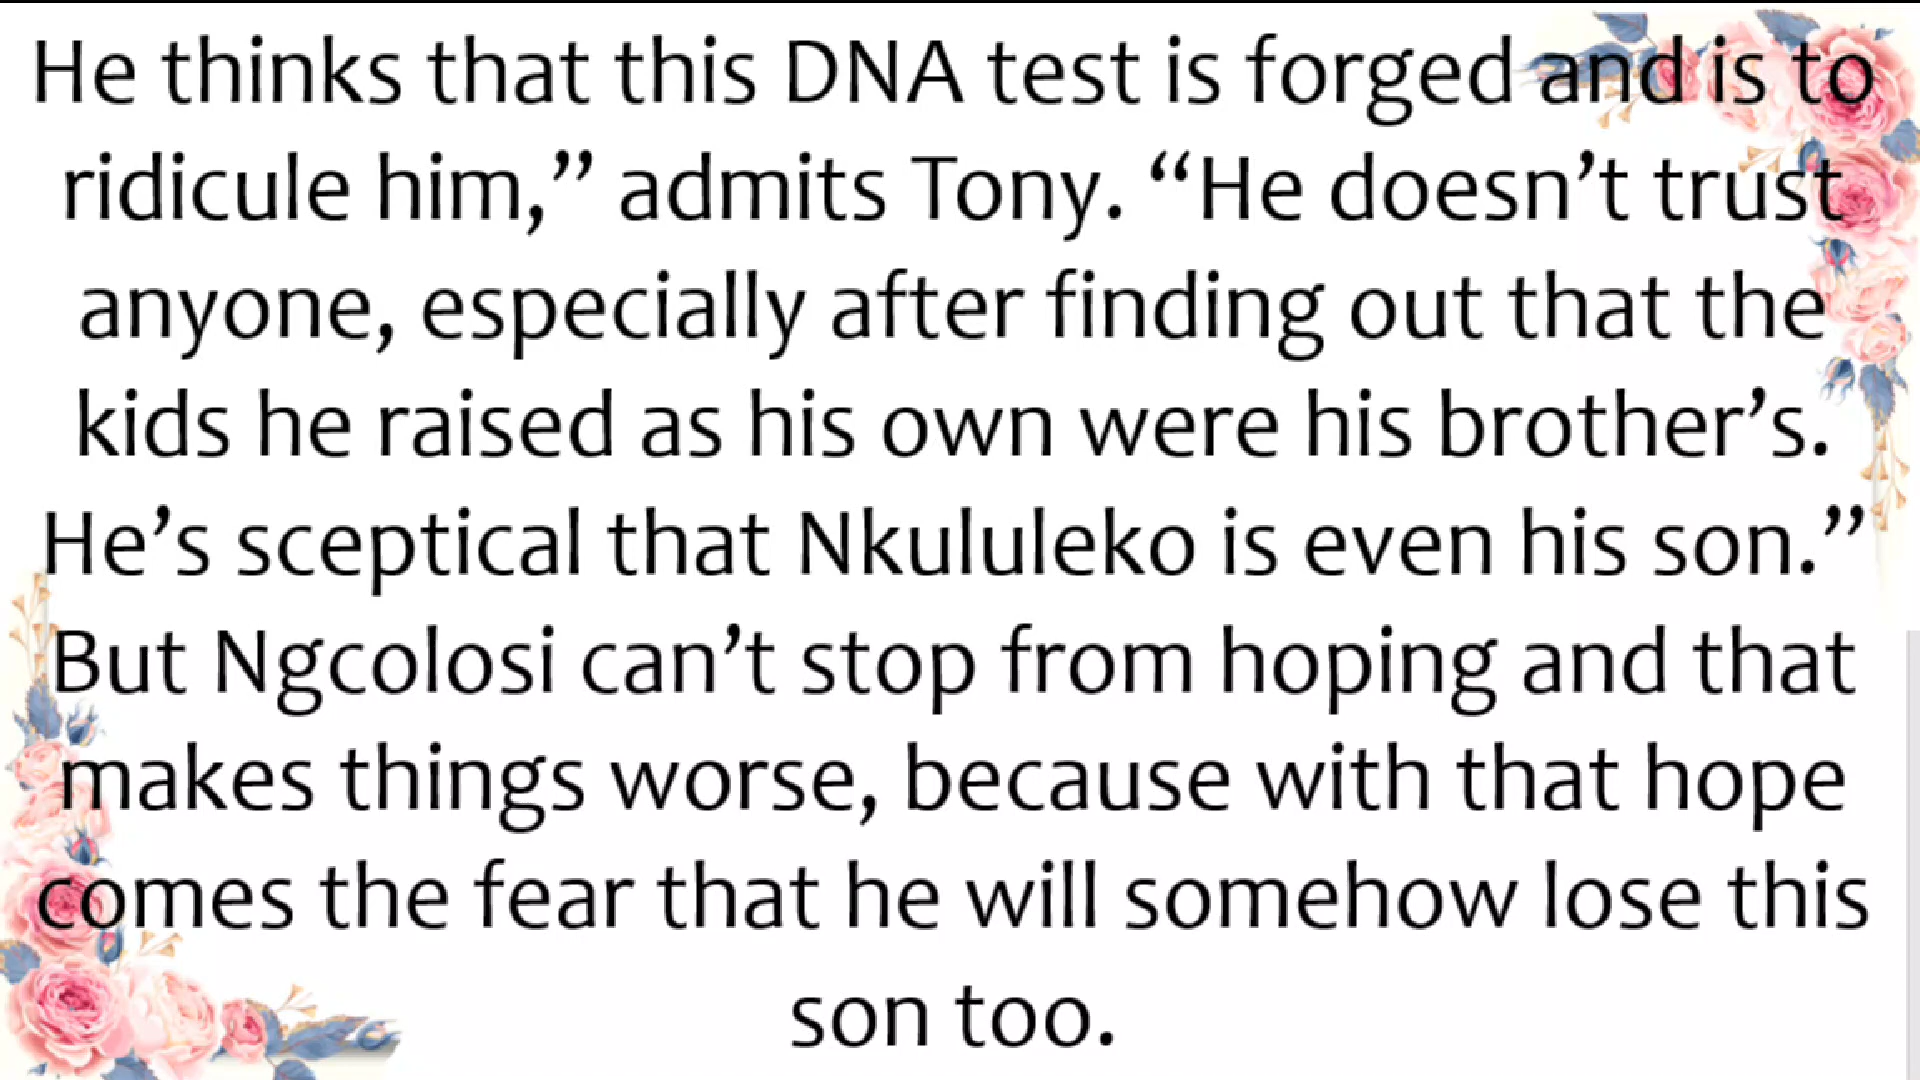 He thinks that this DNA test is forged and is to
ridicule him,” admits Tony. “He doesn’t trust
anyone, especially after finding out that the
kids he raised as his own were his brother’s.
He’s sceptical that Nkululeko is even his son.”
But Ngcolosi can’t stop from hoping and that
makes things worse, because with that hope
comes the fear that he will somehow lose this
son too.